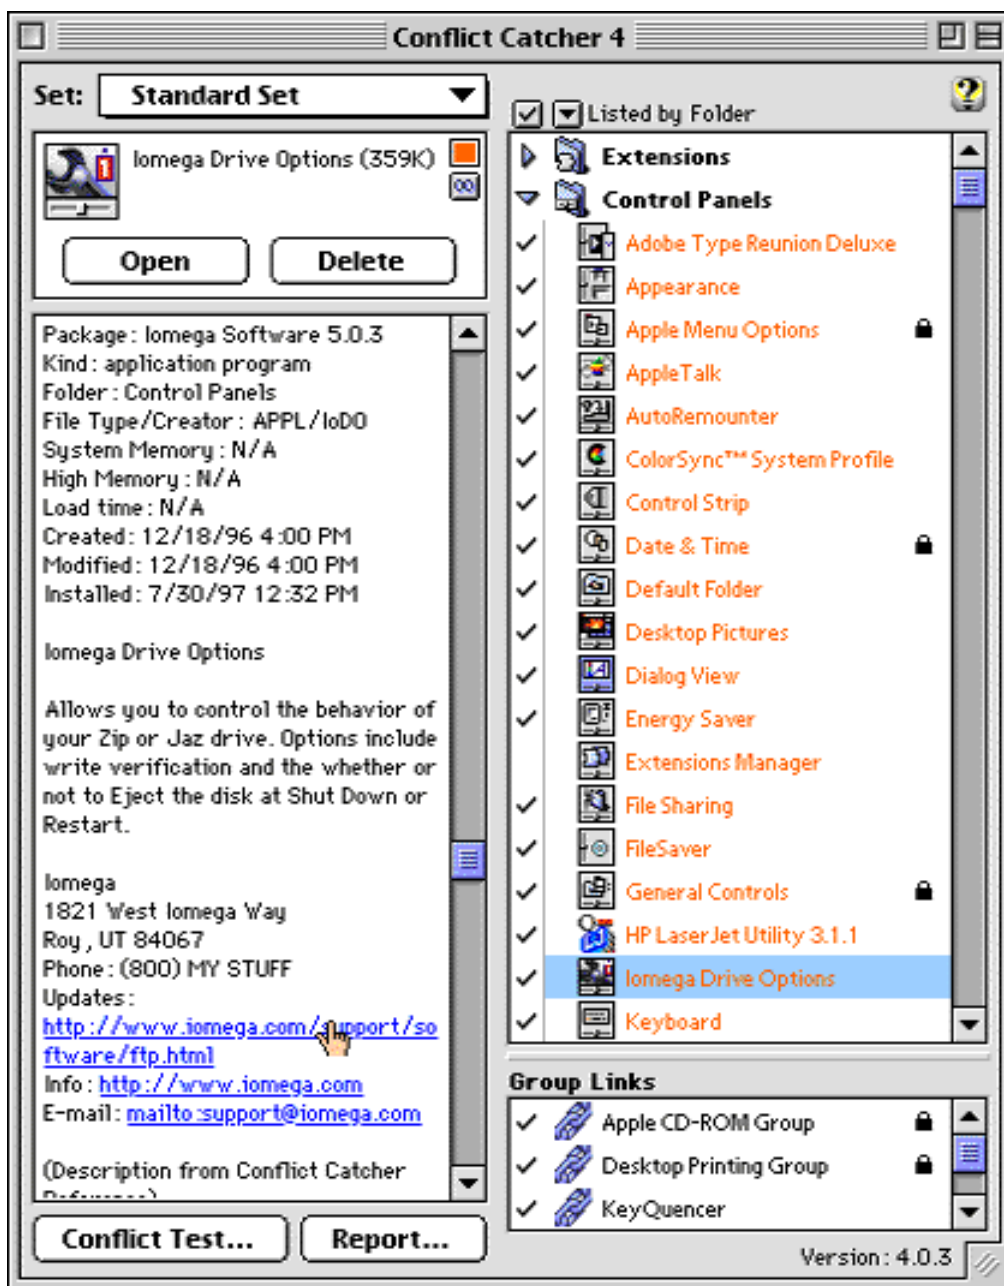 Conflict Catcher 4
Set: Standard Set
Iomega Drive Options (359K)
Open
Delete
Package: Iomega Software 5.0.3
Kind: application program
Folder: Control Panels
File Type/Creator: APPL/IoDO
System Memory: N/A
High Memory: N/A
Load time: N/A
Created: 12/18/96 4:00 PM
Modified: 12/18/96 4:00 PM
Installed: 7/30/97 12:32 PM
Iomega Drive Options
Allows you to control the behavior of
your Zip or Jaz drive. Options include
write verification and the whether or
not to Eject the disk at Shut Down or
Restart.
Iomega
1821 West Iomega Way
Roy, UT 84067
Phone: (800) MY STUFF
Updates:
http://www.iomega.com/support/so
ftware/ftp.html
Info: http://www.iomega.com
E-mail: mailto:support@iomega.com
(Description from Conflict Catcher
Conflict Test...
Report...
Listed by Folder
Extensions
Control Panels
Adobe Type Reunion Deluxe
Appearance
Apple Menu Options
AppleTalk
AutoRemounter
ColorSync™ System Profile
Control Strip
Date & Time
Default Folder
Desktop Pictures
Dialog View
Energy Saver
Extensions Manager
File Sharing
FileSaver
General Controls
HP LaserJet Utility 3.1.1
Iomega Drive Options
Keyboard
Group Links
Apple CD-ROM Group
Desktop Printing Group
KeyQuencer
Version: 4.0.3